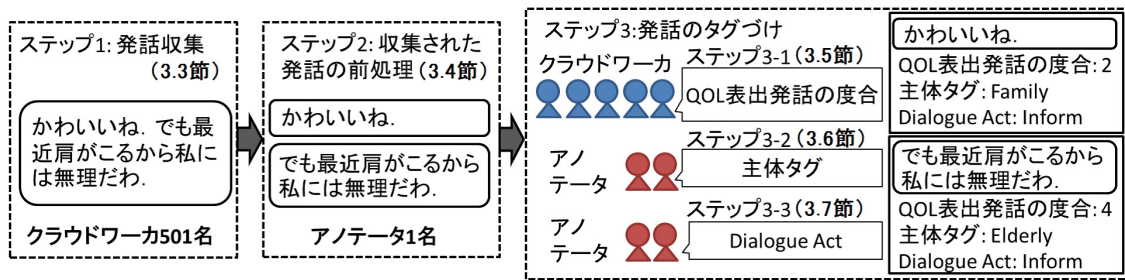 ステップ1: 発話収集
(3.3節)
かわいいね. でも最
近肩がこるから私に
は無理だわ.
クラウドワーカ501名
ステップ2: 収集された
発話の前処理 (3.4節)
かわいいね.
でも最近肩がこるから
私には無理だわ.
アノテータ1名
ステップ3:発話のタグづけ
クラウドワーカ
ステップ3-1 (3.5節)
QOL表出発話の度合
アノ
テータ
ステップ3-2 (3.6節)
主体タグ
アノ
テータ
ステップ3-3 (3.7節)
Dialogue Act
かわいいね.
QOL表出発話の度合: 2
主体タグ: Family
Dialogue Act: Inform
でも最近肩がこるから
私には無理だわ.
QOL表出発話の度合: 4
主体タグ: Elderly
Dialogue Act: Inform